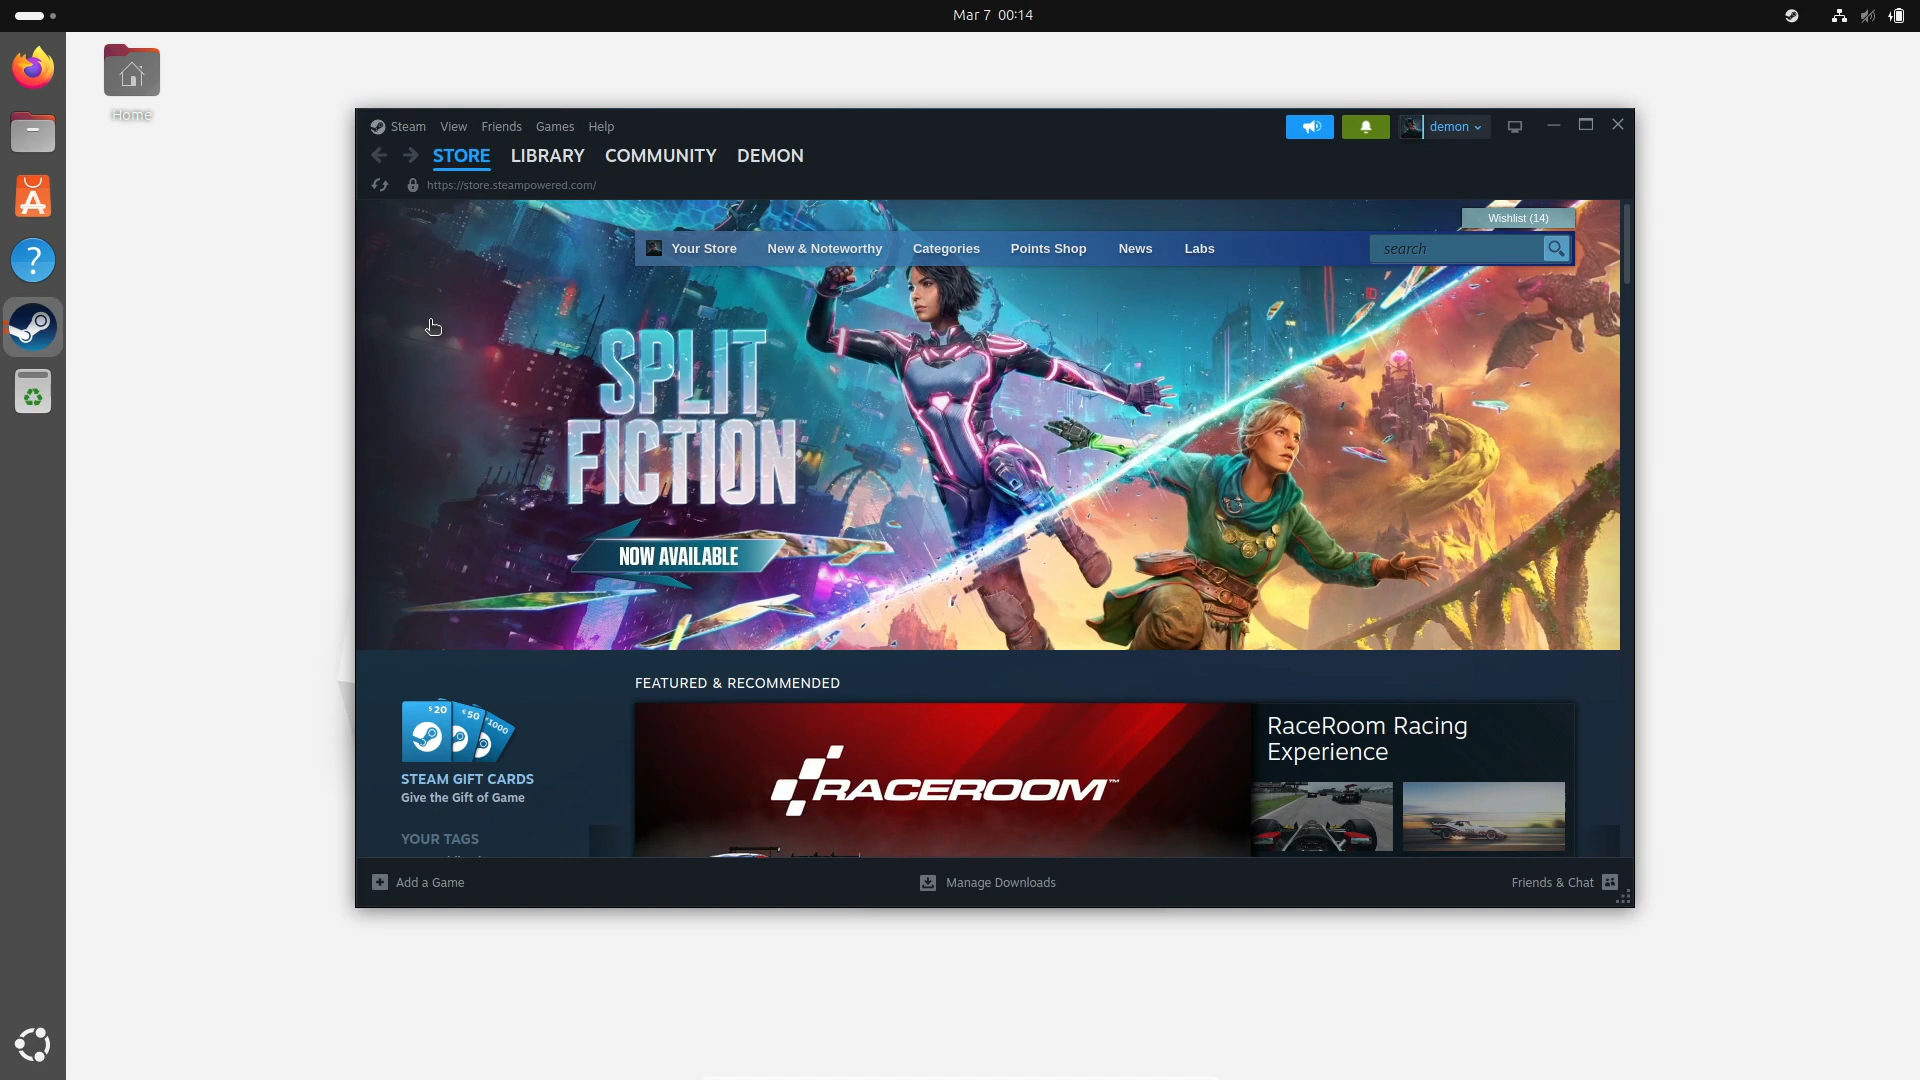 Mar 7 00:14
Home
Steam View Friends Games Help
demon
STORE LIBRARY COMMUNITY DEMON
https://store.steampowered.com/
Wishlist (14)
Your Store New & Noteworthy Categories Points Shop News Labs
search
SPLIT
FICTION
NOW AVAILABLE
FEATURED & RECOMMENDED
$20 €50 1000
STEAM GIFT CARDS
Give the Gift of Game
YOUR TAGS
RACEROOM™
RaceRoom Racing
Experience
Add a Game
Manage Downloads
Friends & Chat